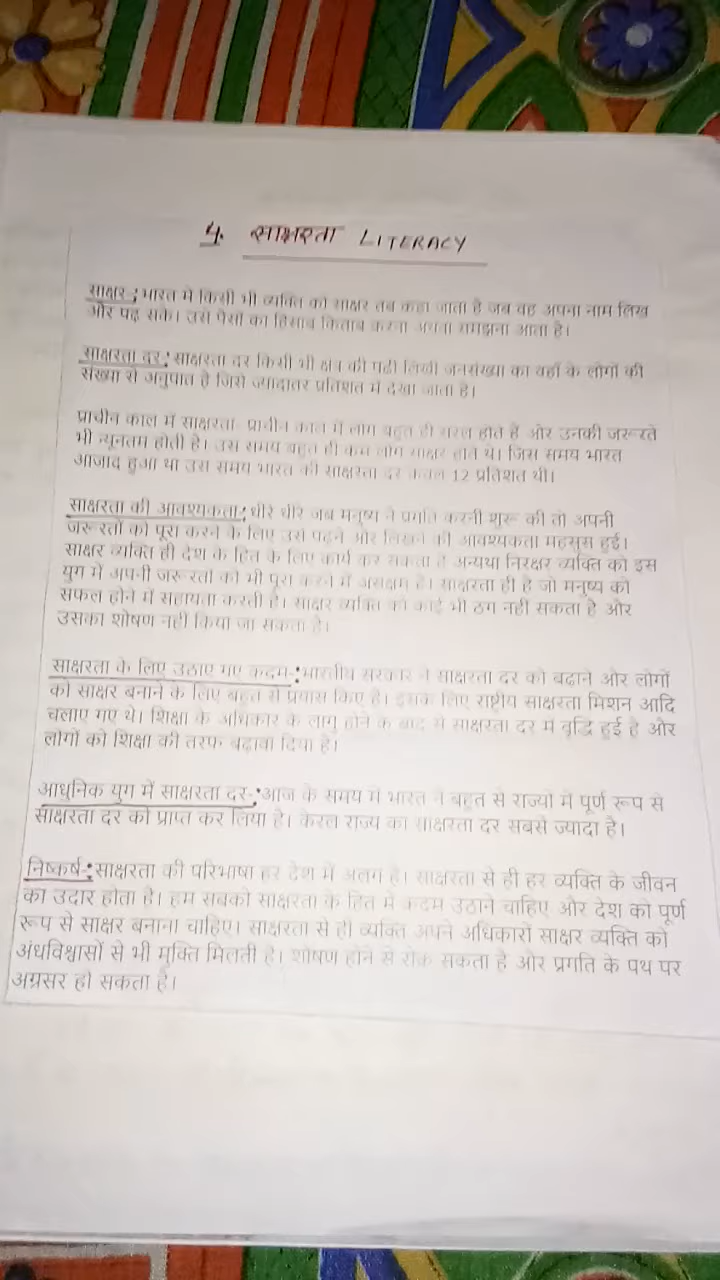 4. साक्षरता LITERACY
साक्षर-: भारत मे किसी भी व्यक्ति को साक्षर तब कहा जाता है जब वह अपना नाम लिख
और पढ़ सके। उसे पैसों का हिसाब किताब करना अथवा समझना आता है।
साक्षरता दर-: साक्षरता दर किसी भी क्षत्र की पढी लिखी जनसंख्या का वहाँ के लोगों की
संख्या से अनुपात है जिसे ज्यादातर प्रतिशत में देखा जाता है।
प्राचीन काल में साक्षरता- प्राचीन काल में लोग बहुत ही सरल होते हैं ओर उनकी जरूरते
भी न्यूनतम होती है। उस समय बहुत ही कम लोग साक्षर होते थे। जिस समय भारत
आजाद हुआ था उस समय भारत की साक्षरता दर केवल 12 प्रतिशत थी।
साक्षरता की आवश्यकता-: धीरे धीरे जब मनुष्य ने प्रगति करनी शुरू की तो अपनी
जरूरतों को पूरा करने के लिए उसे पढ़ने और लिखने की आवश्यकता महसुस हुई।
साक्षर व्यक्ति ही देश के हित के लिए कार्य कर सकता है अन्यथा निरक्षर व्यक्ति को इस
युग में अपनी जरूरतों को भी पूरा करने में असक्षम है। साक्षरता ही है जो मनुष्य को
सफल होने में सहायता करती है। साक्षर व्यक्ति को कोई भी ठग नही सकता है और
उसका शोषण नही किया जा सकता है।
साक्षरता के लिए उठाए गए कदम-: भारतीय सरकार ने साक्षरता दर को बढाने ओर लोगों
को साक्षर बनाने के लिए बहुत से प्रयास किए है। इसके लिए राष्ट्रीय साक्षरता मिशन आदि
चलाए गए थे। शिक्षा के अधिकार के लागु होने के बाद से साक्षरता दर में वृद्धि हुई है और
लोगों को शिक्षा की तरफ बढ़ावा दिया है।
आधुनिक युग में साक्षरता दर-: आज के समय में भारत ने बहुत से राज्यों में पूर्ण रूप से
साक्षरता दर को प्राप्त कर लिया है। केरल राज्य का साक्षरता दर सबसे ज्यादा है।
निष्कर्ष-: साक्षरता की परिभाषा हर देश में अलग है। साक्षरता से ही हर व्यक्ति के जीवन
का उदार होता है। हम सबको साक्षरता के हित में कदम उठाने चाहिए और देश को पूर्ण
रूप से साक्षर बनाना चाहिए। साक्षरता से ही व्यक्ति अपने अधिकारो साक्षर व्यक्ति को
अंधविश्वासों से भी मुक्ति मिलती है। शोषण होने से रोक सकता है ओर प्रगति के पथ पर
अग्रसर हो सकता है।